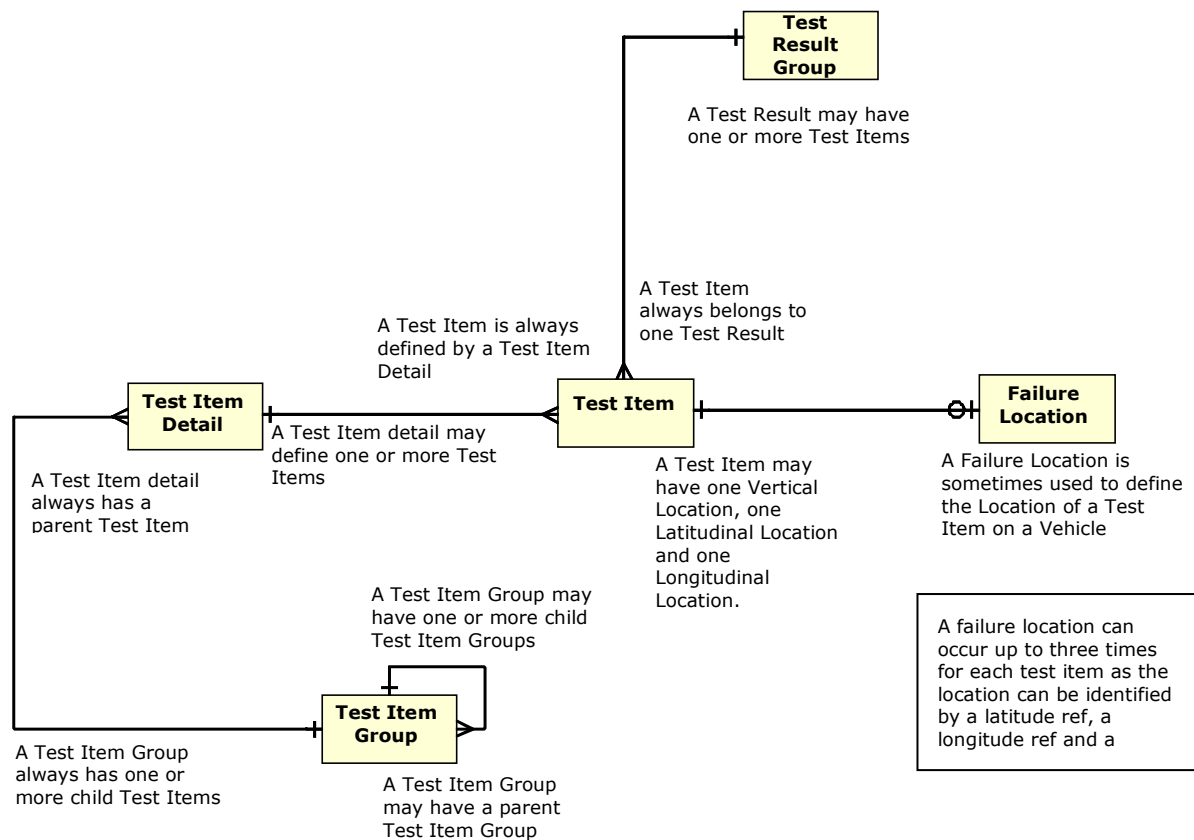 Test
Result
Group
A Test Result may have
one or more Test Items
A Test Item
always belongs to
one Test Result
A Test Item is always
defined by a Test Item
Detail
Test Item
Detail
Test Item
Failure
Location
A Test Item detail may
define one or more Test
Items
A Test Item detail
always has a
parent Test Item
A Test Item may
have one Vertical
Location, one
Latitudinal Location
and one
Longitudinal
Location.
A Failure Location is
sometimes used to define
the Location of a Test
Item on a Vehicle
A Test Item Group may
have one or more child
Test Item Groups
A failure location can
occur up to three times
for each test item as the
location can be identified
by a latitude ref, a
longitude ref and a
Test Item
Group
A Test Item Group
always has one or
more child Test Items
A Test Item Group
may have a parent
Test Item Group